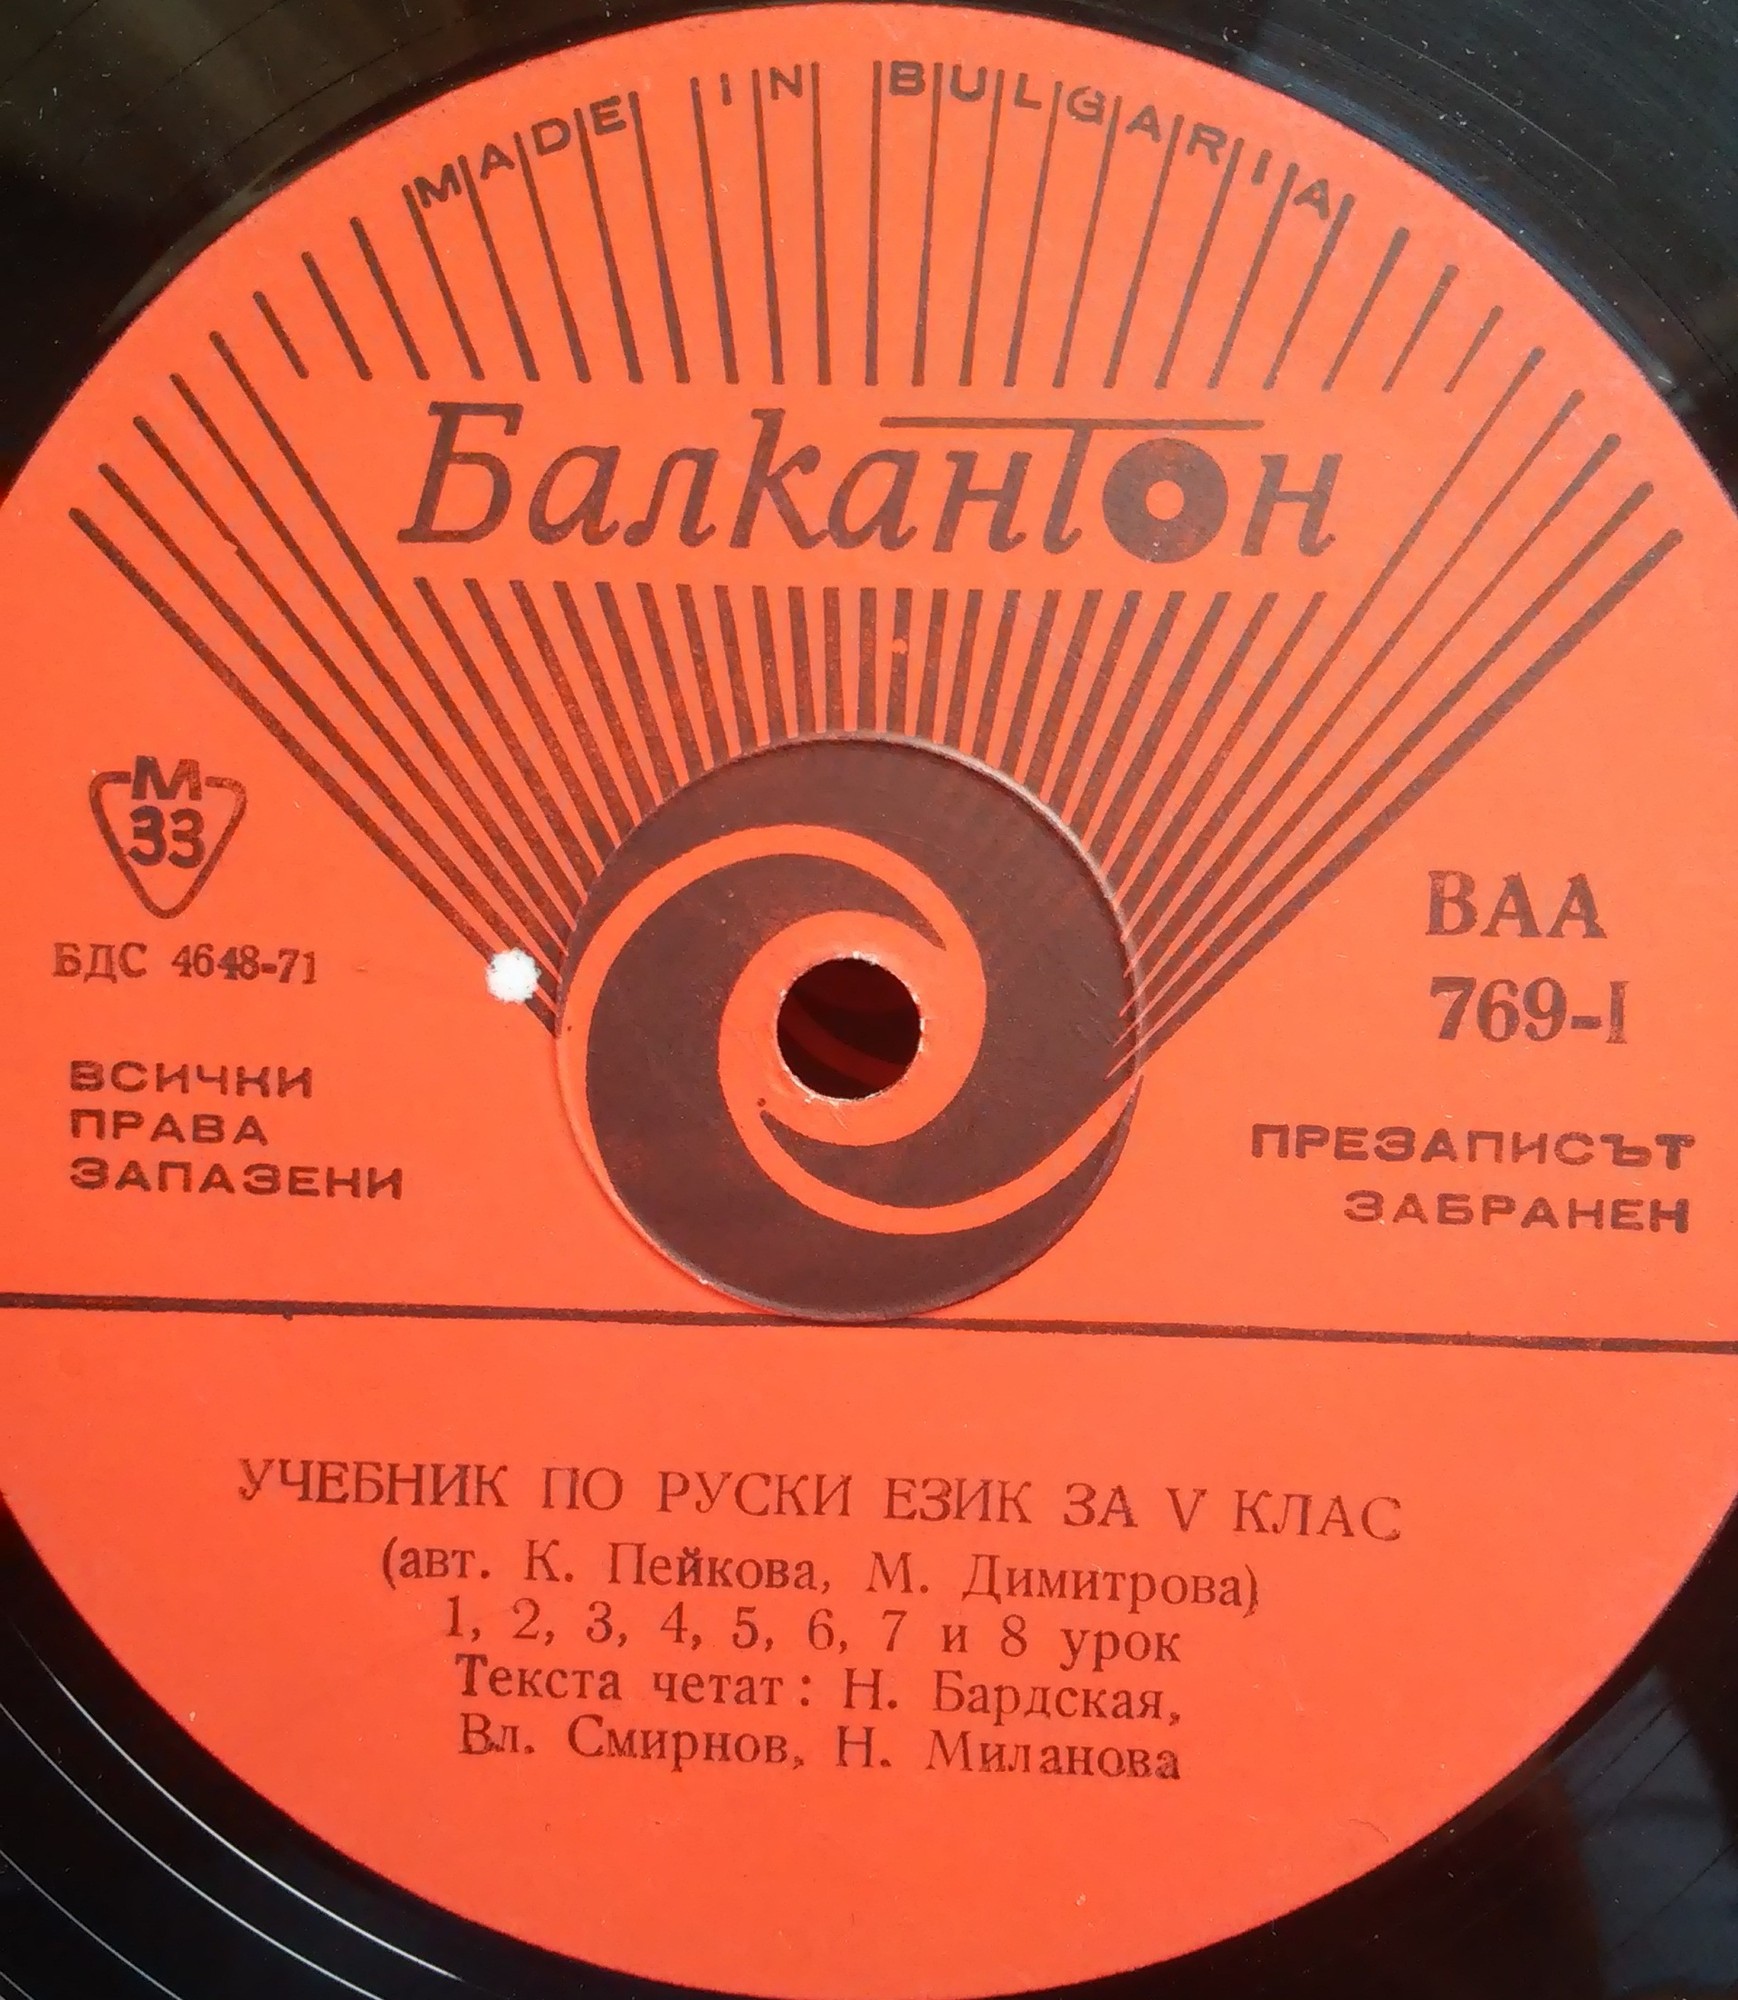 MADE IN BULGARIA
Балкантон
М
33
БДС 4648-71
ВСИЧКИ
ПРАВА
ЗАПАЗЕНИ
ВАА
769-I
ПРЕЗАПИСЪТ
ЗАБРАНЕН
УЧЕБНИК ПО РУСКИ ЕЗИК ЗА V КЛАС
(авт. К. Пейкова, М. Димитрова)
1, 2, 3, 4, 5, 6, 7 и 8 урок
Текста четат: Н. Бардская,
Вл. Смирнов, Н. Миланова